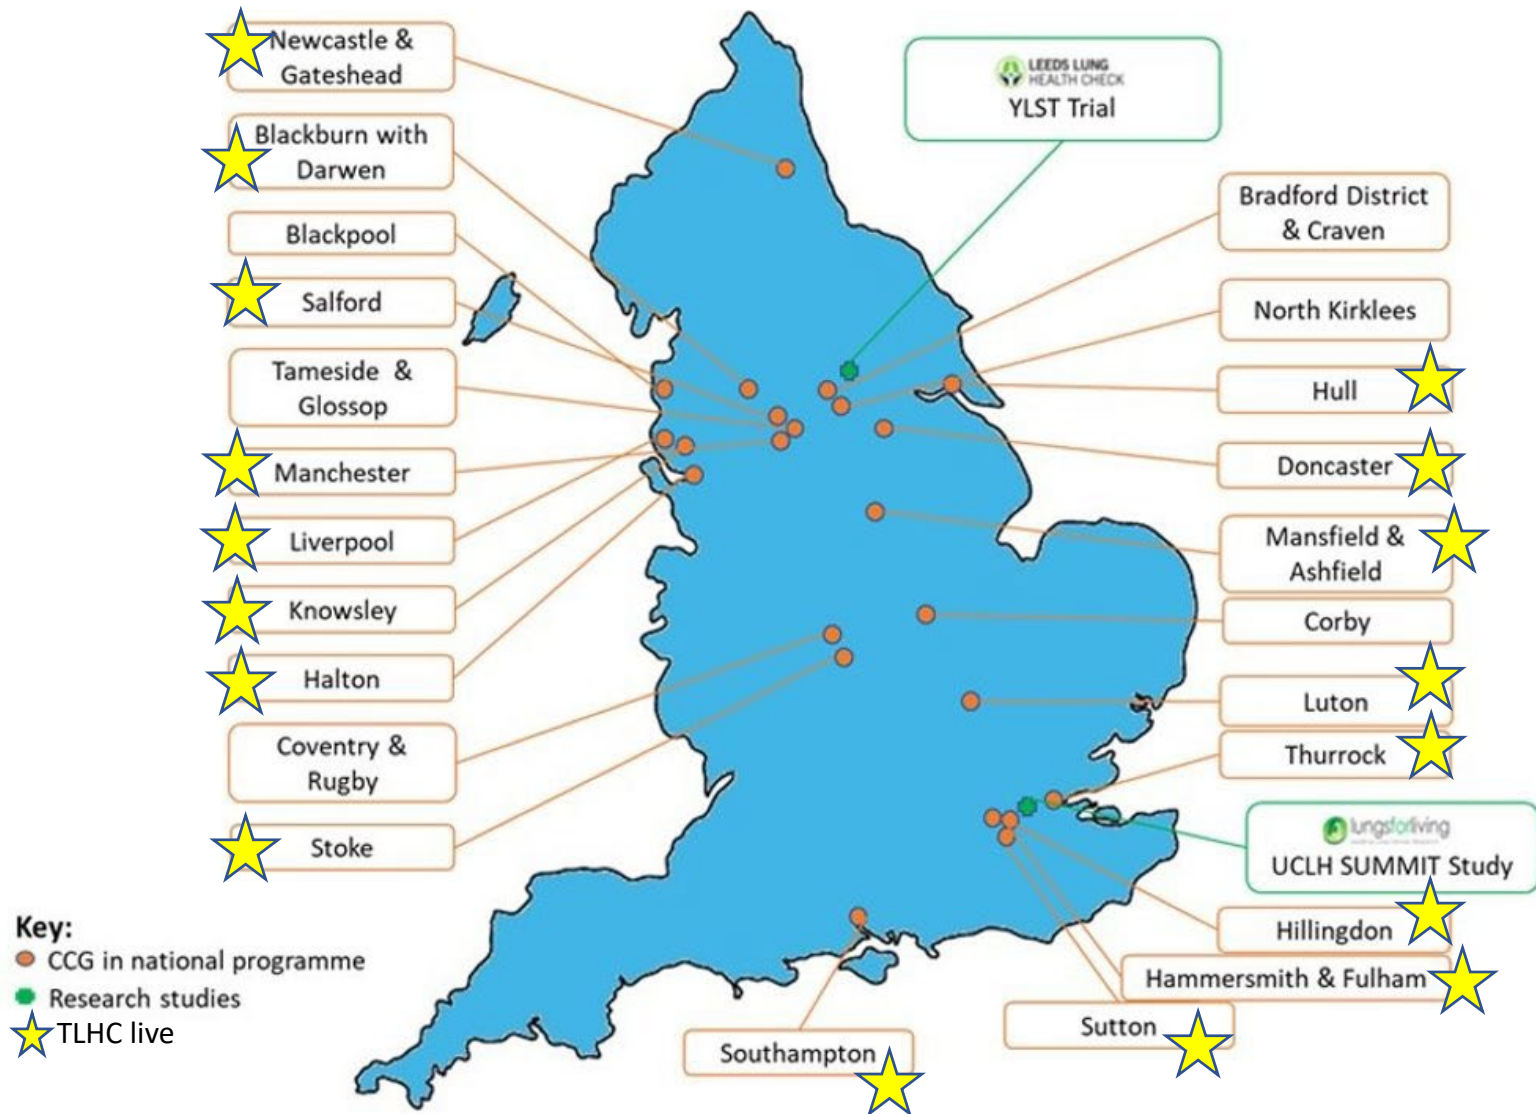 Newcastle &
Gateshead
Blackburn with
Darwen
Blackpool
Salford
Tameside &
Glossop
Manchester
Liverpool
Knowsley
Halton
Coventry &
Rugby
Stoke
Key:
CCG in national programme
Research studies
TLHC live
LEEDS LUNG
HEALTH CHECK
YLST Trial
Bradford District
& Craven
North Kirklees
Hull
Doncaster
Mansfield &
Ashfield
Corby
Luton
Thurrock
lungsforliving
UCLH SUMMIT Study
Hillingdon
Hammersmith & Fulham
Sutton
Southampton